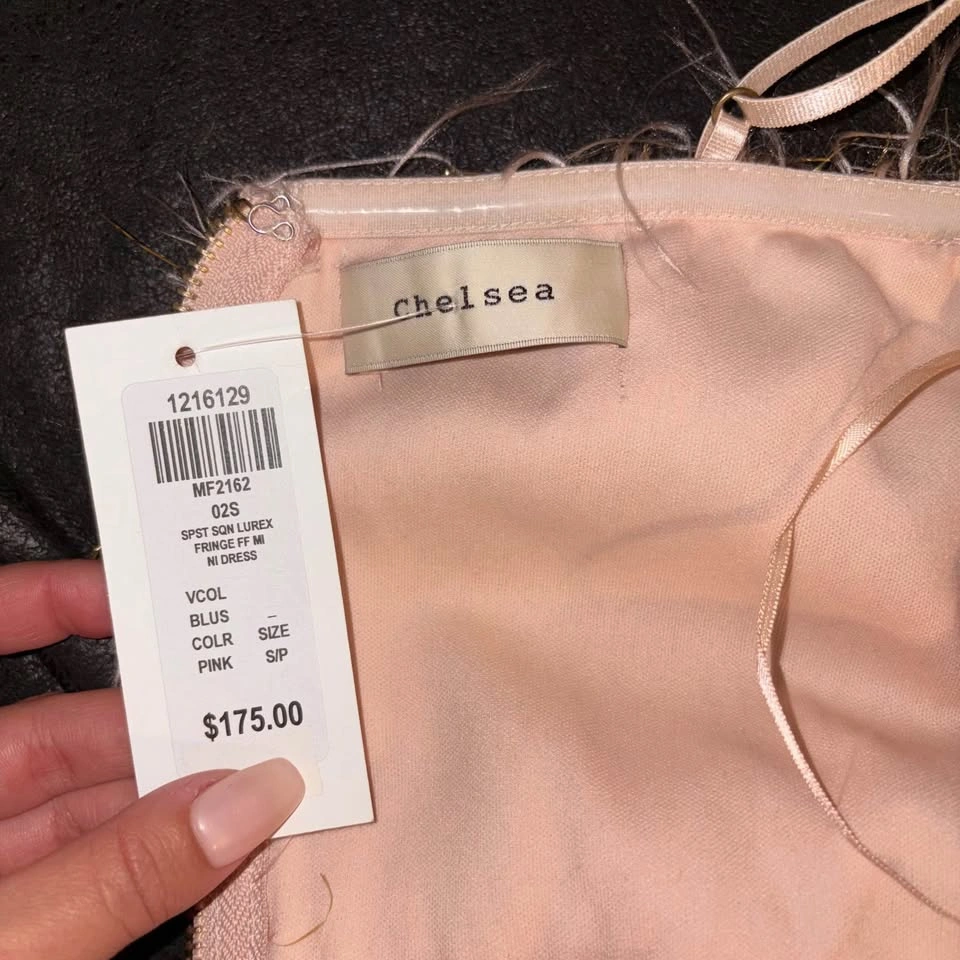 Chelsea
1216129
MF2162
02S
SPST SQN LUREX
FRINGE FF MI
NI DRESS
VCOL
BLUS –
COLR SIZE
PINK S/P
$175.00